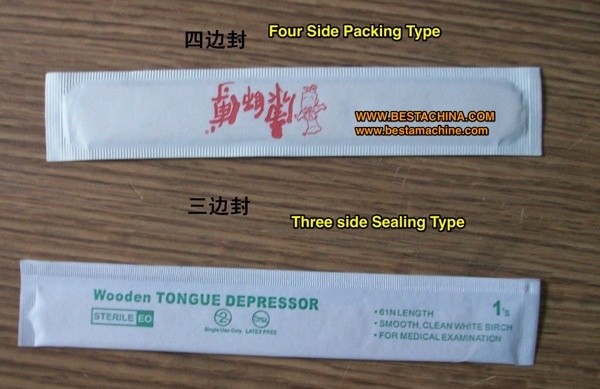 四边封 Four Side Packing Type
WWW.BESTACHINA.COM
www.bestamachine.com
三边封
Three side Sealing Type
Wooden TONGUE DEPRESSOR
STERILE EO
Single Use Only LATEX FREE
1's
• 61N LENGTH
• SMOOTH, CLEAN WHITE BIRCH
• FOR MEDICAL EXAMINATION